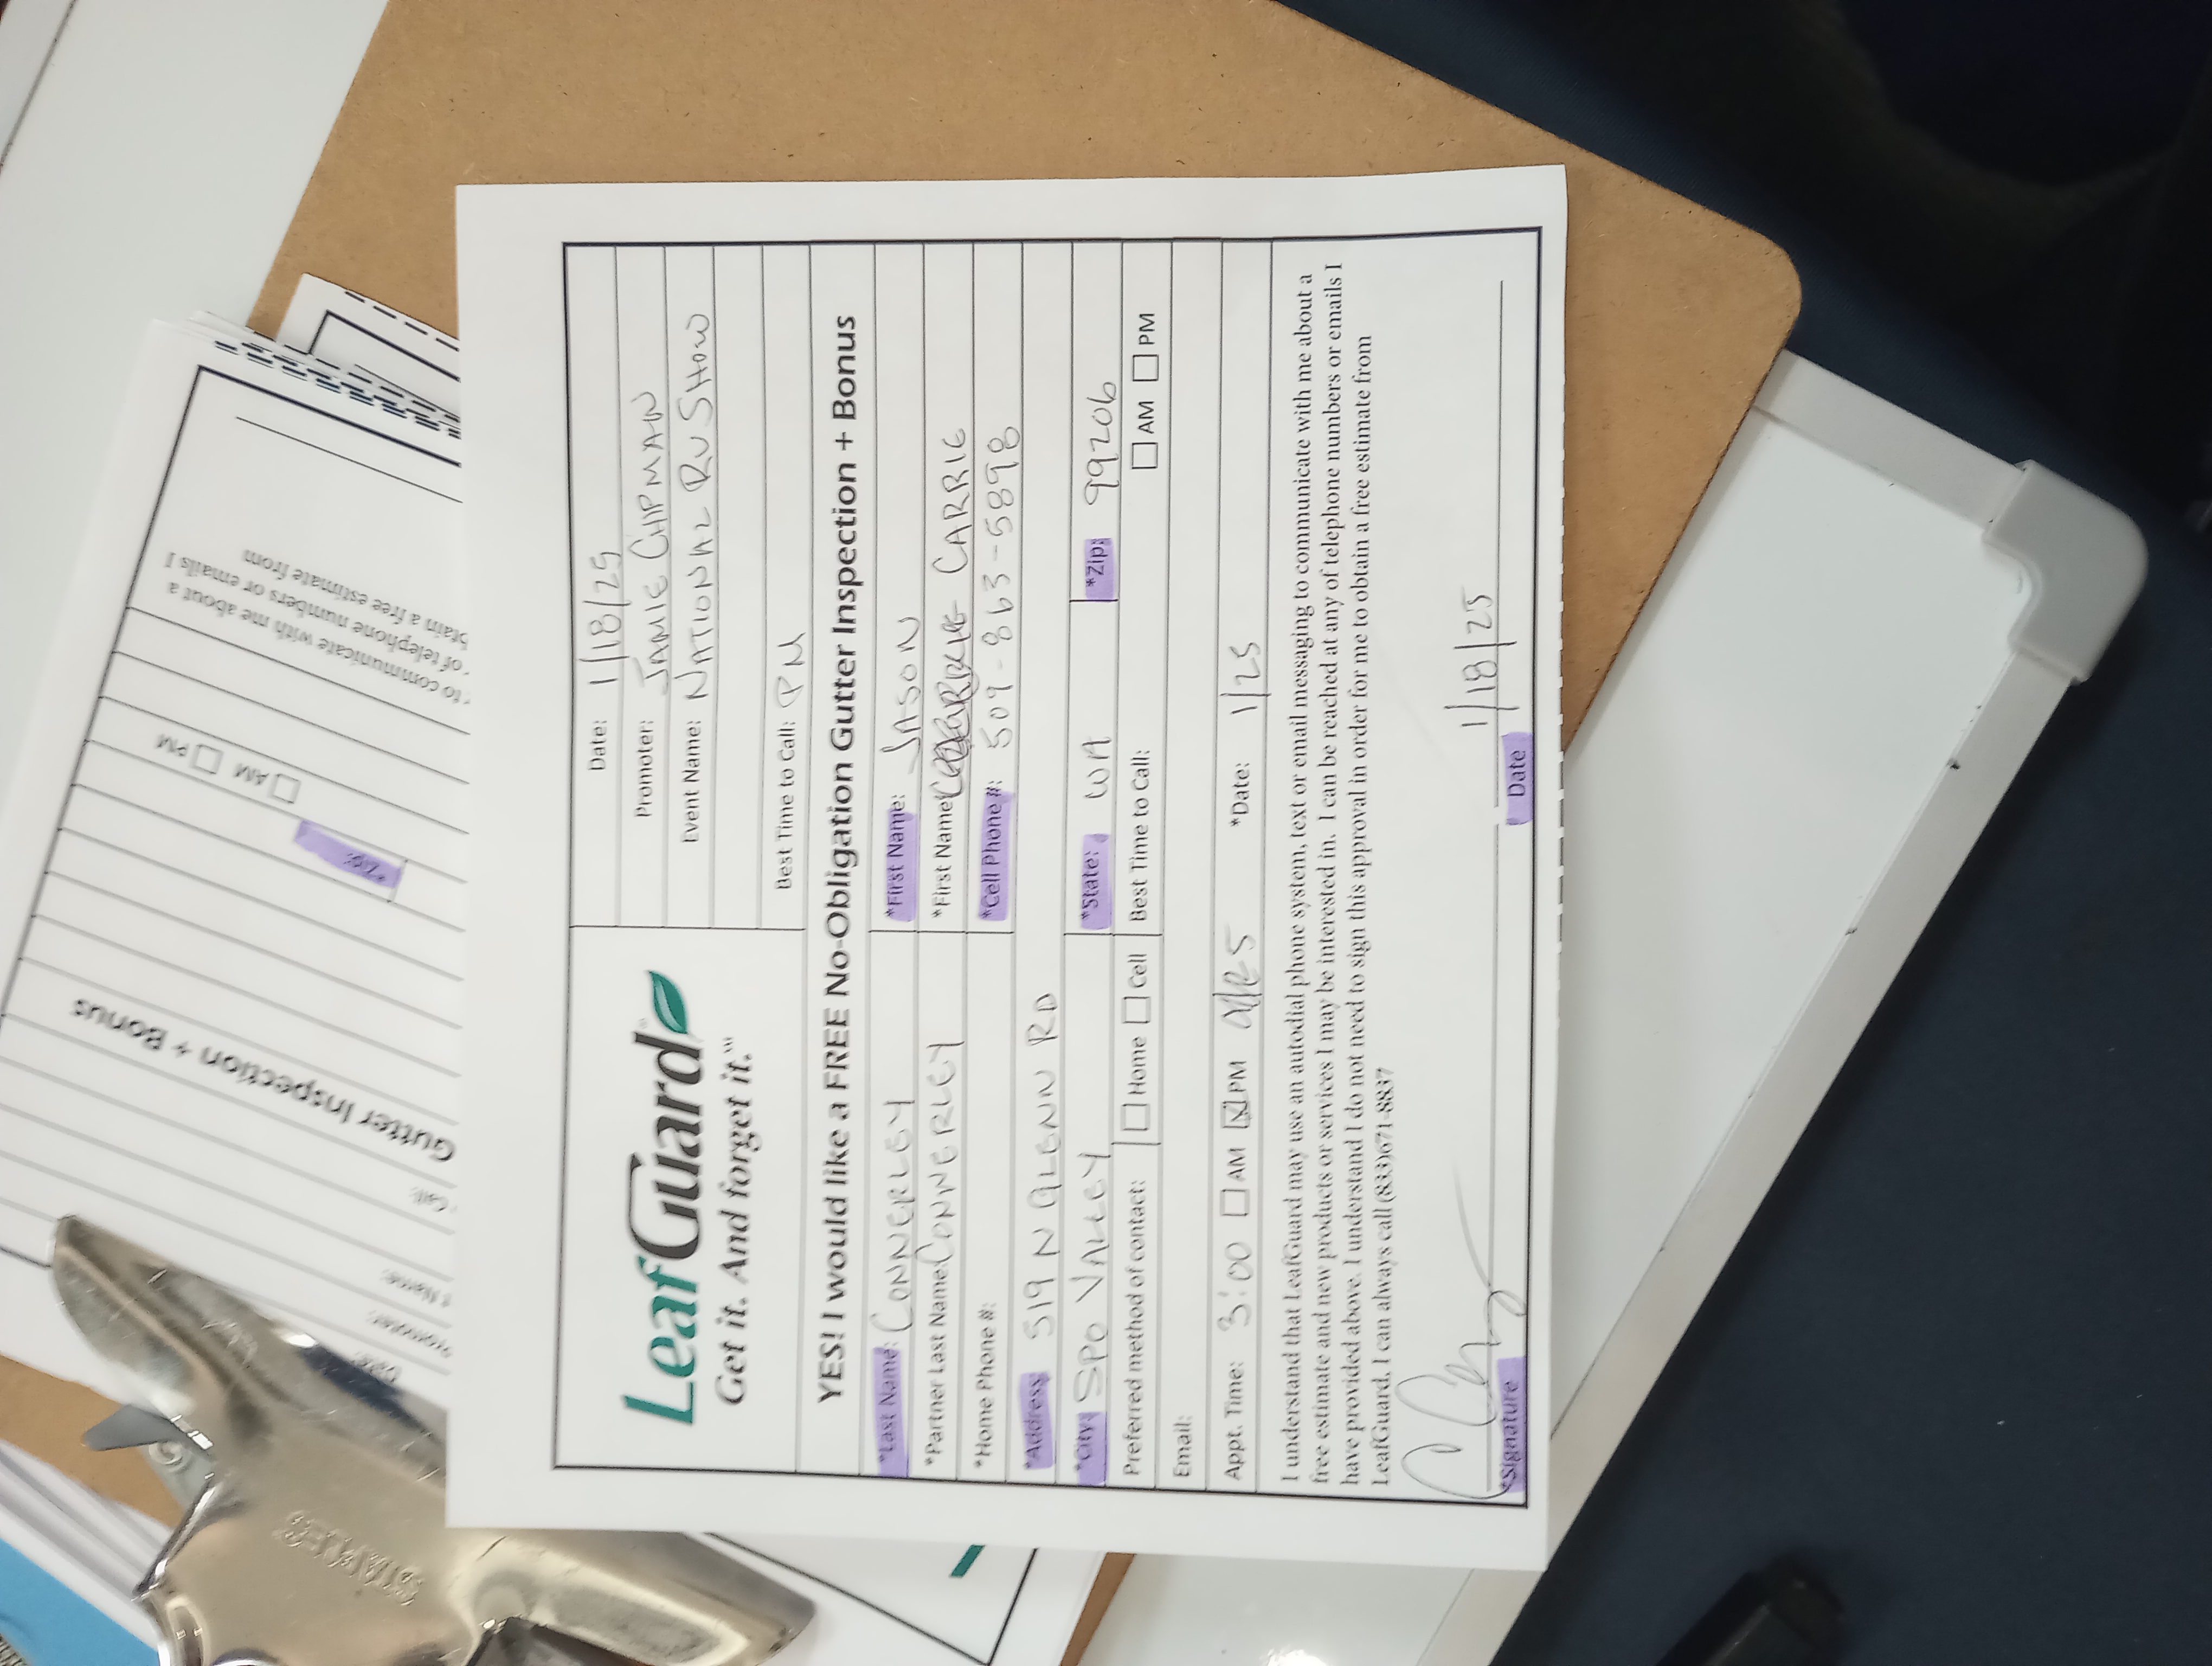 STAPLES
Date:
Promoter:
t Name:
Call:
Gutter Inspection + Bonus
*Zip:
AM PM
to communicate with me about a
of telephone numbers or emails I
btain a free estimate from
LeafGuard
Get it. And forget it.™
Date: 1/18/25
Promoter: JAMIE CHIPMAN
Event Name: NATIONAL RV SHOW
Best Time to Call: PM
YES! I would like a FREE No-Obligation Gutter Inspection + Bonus
*Last Name: CONNERLEY *First Name: JASON
*Partner Last Name: CONNERLEY *First Name: CARRIE
*Home Phone #: *Cell Phone #: 509-863-5898
*Address: 519 N GLENN RD
*City: SPO VALLEY *State: WA *Zip: 99206
Preferred method of contact: Home Cell Best Time to Call: AM PM
Email:
Appt. Time: 3:00 AM PM *Date: 1/25
I understand that LeafGuard may use an autodial phone system, text or email messaging to communicate with me about a
free estimate and new products or services I may be interested in. I can be reached at any of telephone numbers or emails I
have provided above. I understand I do not need to sign this approval in order for me to obtain a free estimate from
LeafGuard, I can always call (833)671-8837
1/18/25
*Signature Date